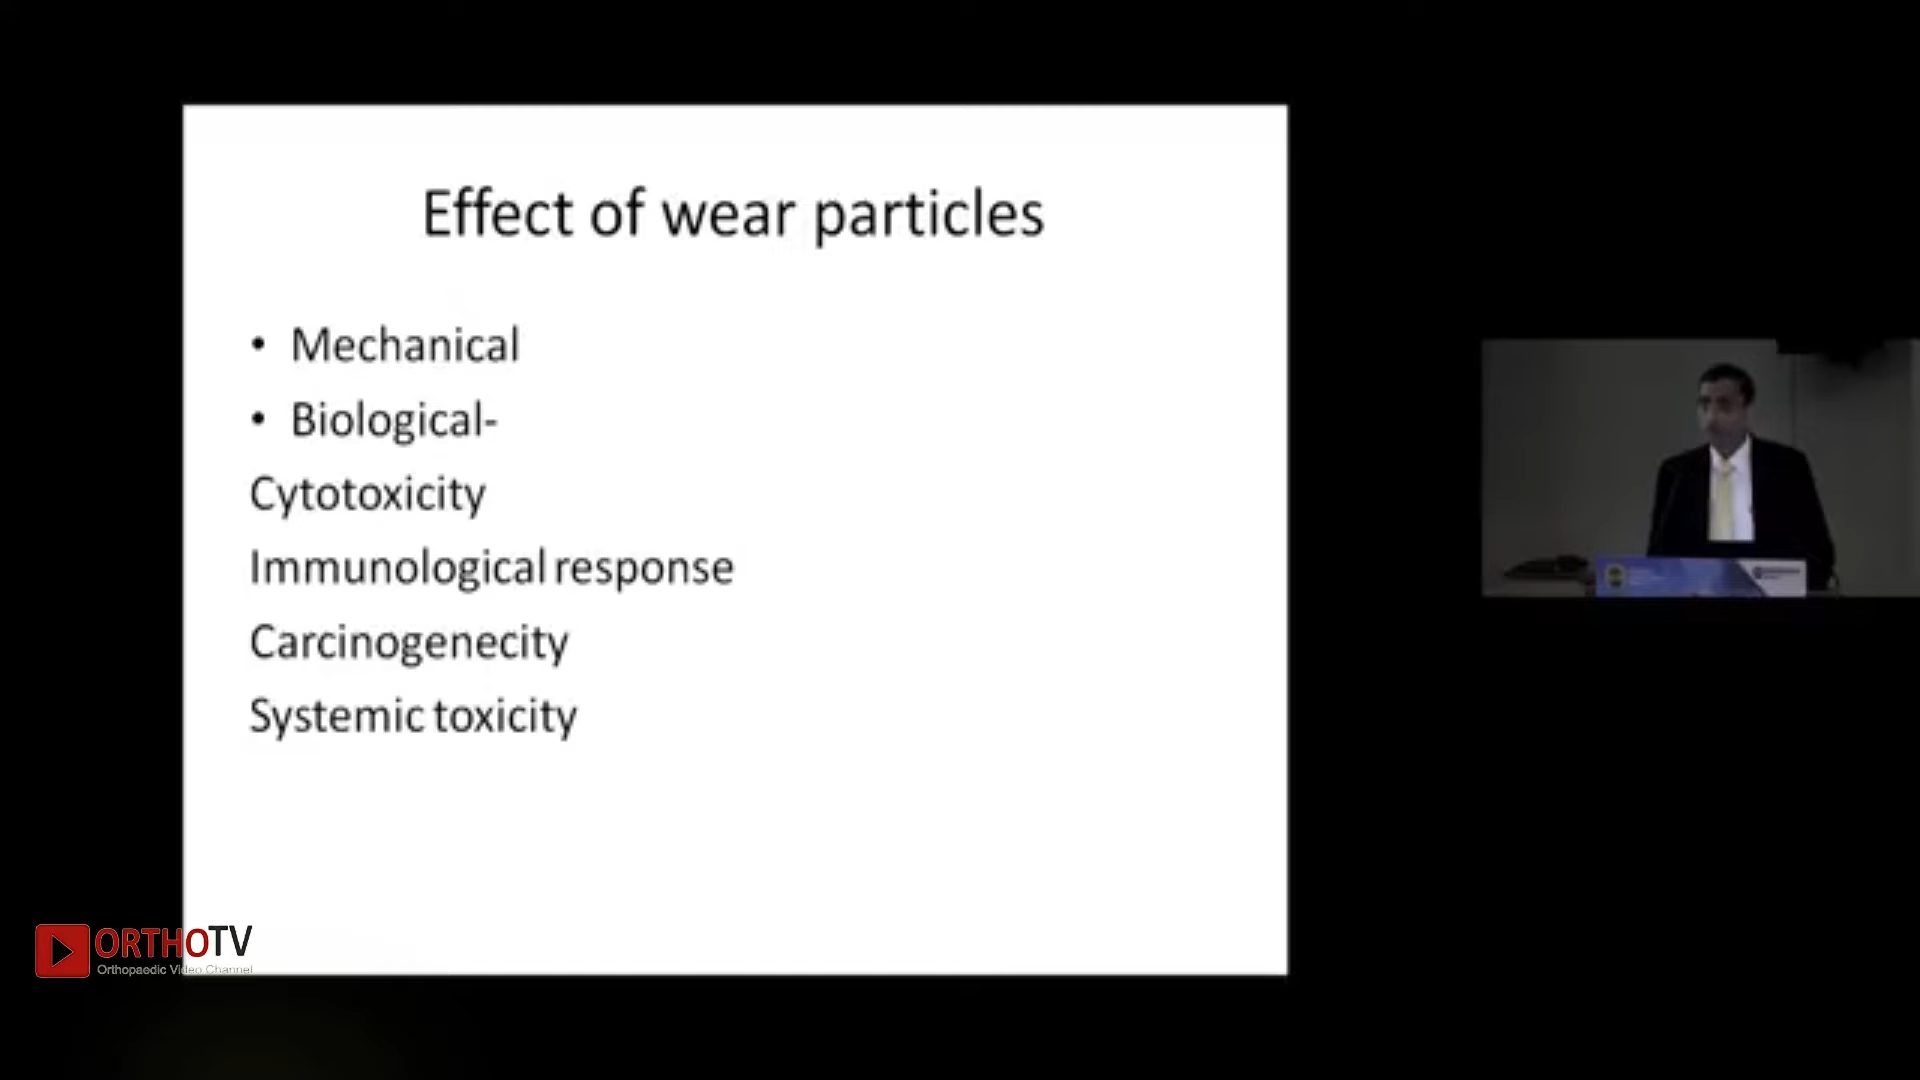 Effect of wear particles
• Mechanical
• Biological-
Cytotoxicity
Immunological response
Carcinogenecity
Systemic toxicity
ORTHOTV
Orthopaedic Video Channel